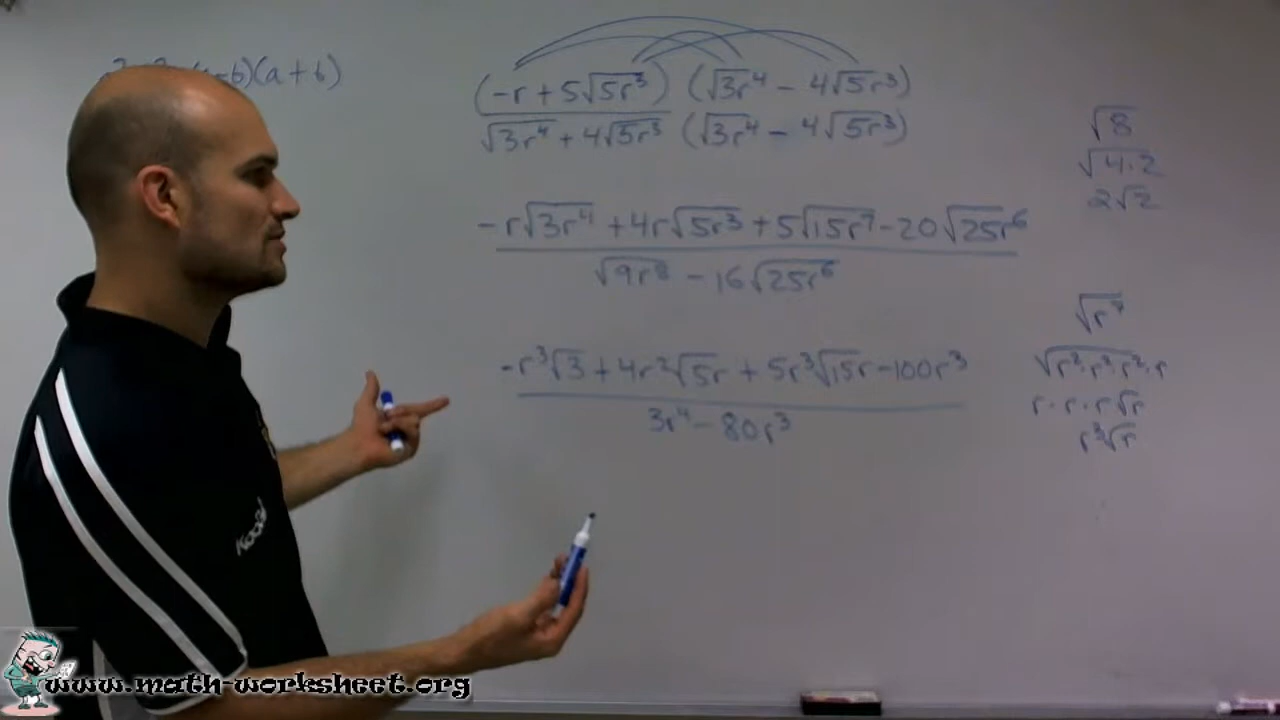 -b)(a+b)
(-r + 5√5r³) (√3r⁴ - 4√5r³)
√3r⁴ + 4√5r³ (√3r⁴ - 4√5r³)
-r√3r⁴ + 4r√5r³ + 5√15r⁷ - 20√25r⁶
√9r⁸ - 16√25r⁶
-r³√3 + 4r²√5r + 5r³√15r - 100r³
3r⁴ - 80r³
√8
√4·2
2√2
√r⁷
√r²·r²·r²·r
r·r·r√r
r³√r
www.math-worksheet.org